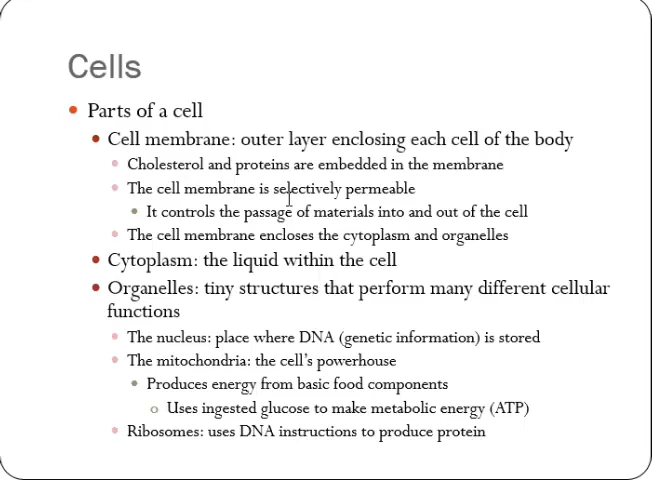 Cells
• Parts of a cell
• Cell membrane: outer layer enclosing each cell of the body
• Cholesterol and proteins are embedded in the membrane
• The cell membrane is selectively permeable
• It controls the passage of materials into and out of the cell
• The cell membrane encloses the cytoplasm and organelles
• Cytoplasm: the liquid within the cell
• Organelles: tiny structures that perform many different cellular
functions
• The nucleus: place where DNA (genetic information) is stored
• The mitochondria: the cell's powerhouse
• Produces energy from basic food components
o Uses ingested glucose to make metabolic energy (ATP)
• Ribosomes: uses DNA instructions to produce protein